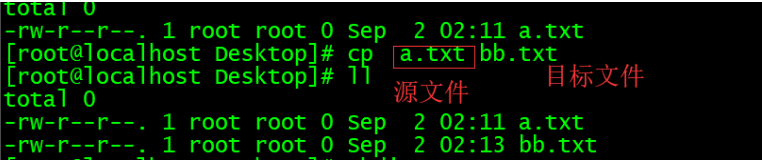 total 0
-rw-r--r--. 1 root root 0 Sep  2 02:11 a.txt
[root@localhost Desktop]# cp  a.txt bb.txt
[root@localhost Desktop]# ll
源文件
目标文件
total 0
-rw-r--r--. 1 root root 0 Sep  2 02:11 a.txt
-rw-r--r--. 1 root root 0 Sep  2 02:13 bb.txt